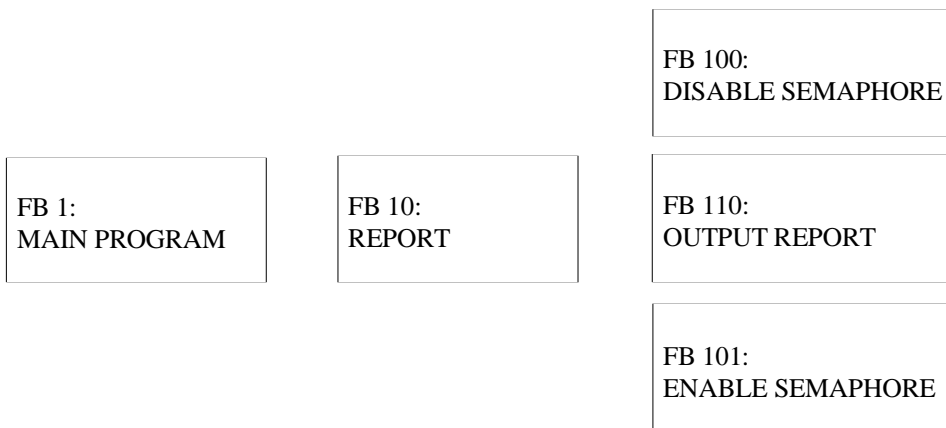 FB 100:
DISABLE SEMAPHORE
FB 1:
MAIN PROGRAM
FB 10:
REPORT
FB 110:
OUTPUT REPORT
FB 101:
ENABLE SEMAPHORE